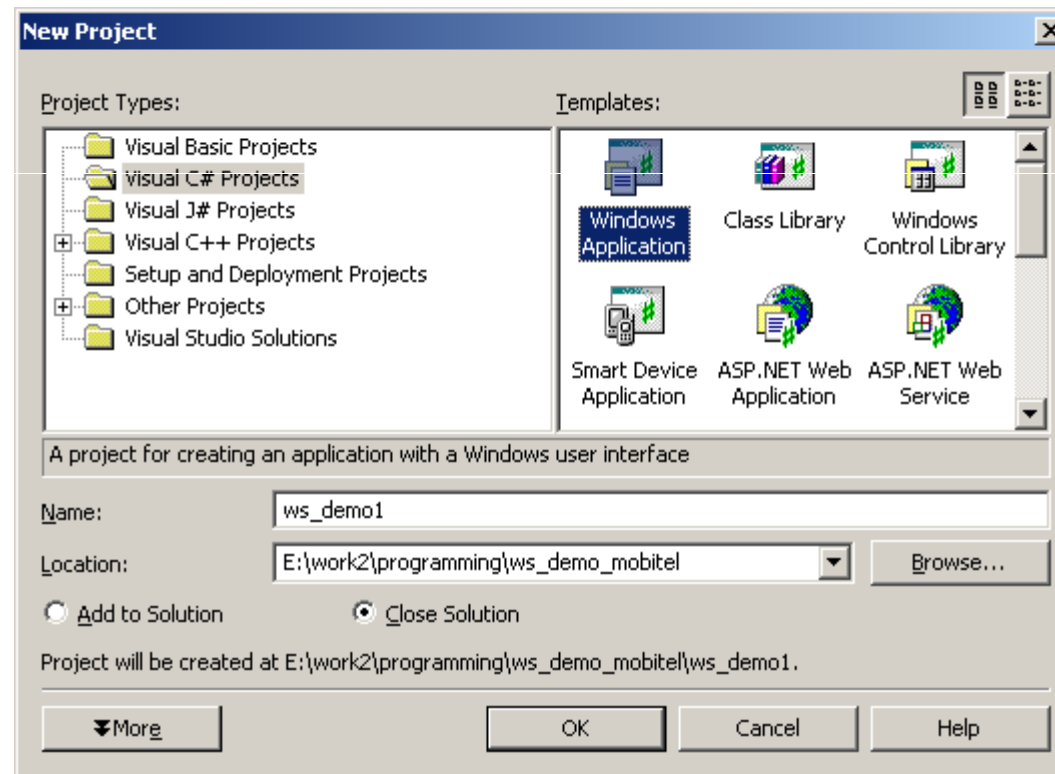 New Project
Project Types:
Templates:
Visual Basic Projects
Visual C# Projects
Visual J# Projects
Visual C++ Projects
Setup and Deployment Projects
Other Projects
Visual Studio Solutions
Windows
Application
Class Library
Windows
Control Library
Smart Device
Application
ASP.NET Web
Application
ASP.NET Web
Service
A project for creating an application with a Windows user interface
Name:
ws_demo1
Location:
E:\work2\programming\ws_demo_mobitel
Browse...
Add to Solution
Close Solution
Project will be created at E:\work2\programming\ws_demo_mobitel\ws_demo1.
More
OK
Cancel
Help